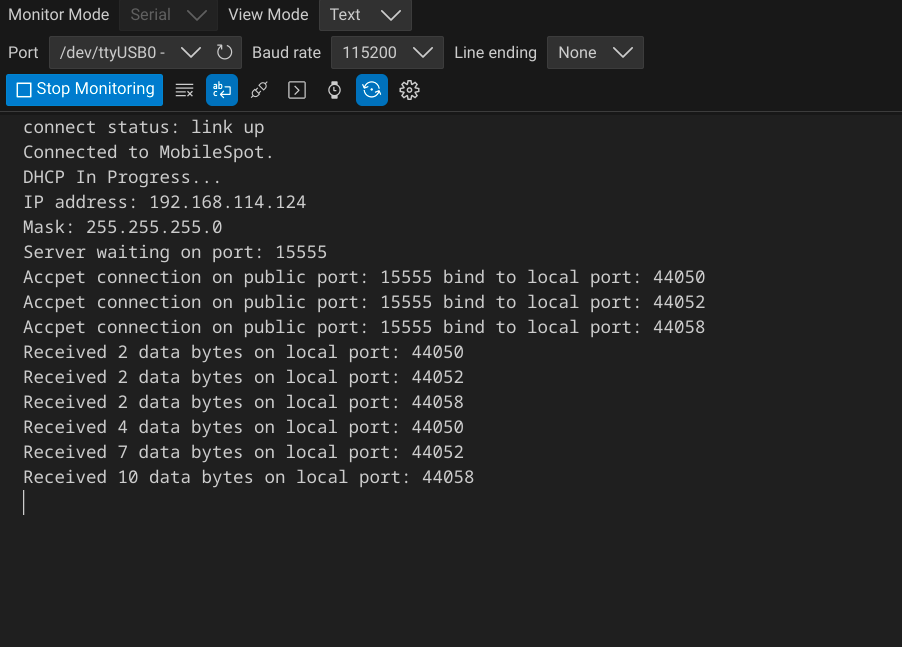 Monitor Mode Serial View Mode Text
Port /dev/ttyUSB0 - Baud rate 115200 Line ending None
Stop Monitoring
connect status: link up
Connected to MobileSpot.
DHCP In Progress...
IP address: 192.168.114.124
Mask: 255.255.255.0
Server waiting on port: 15555
Accpet connection on public port: 15555 bind to local port: 44050
Accpet connection on public port: 15555 bind to local port: 44052
Accpet connection on public port: 15555 bind to local port: 44058
Received 2 data bytes on local port: 44050
Received 2 data bytes on local port: 44052
Received 2 data bytes on local port: 44058
Received 4 data bytes on local port: 44050
Received 7 data bytes on local port: 44052
Received 10 data bytes on local port: 44058